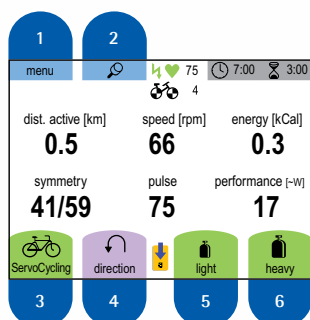 1 2
menu 75 7:00 3:00
4
dist. active [km] speed [rpm] energy [kCal]
0.5 66 0.3
symmetry pulse performance [~W]
41/59 75 17
ServoCycling direction light heavy
3 4 5 6